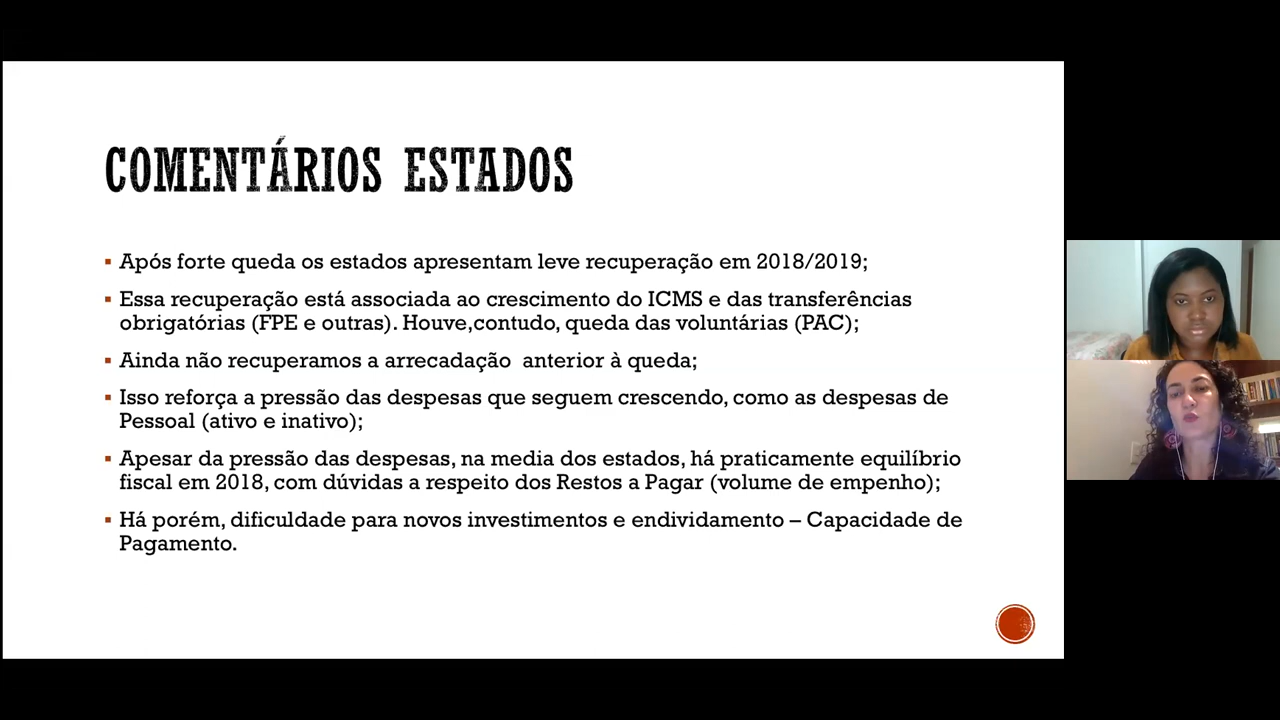 COMENTÁRIOS ESTADOS
Após forte queda os estados apresentam leve recuperação em 2018/2019;
Essa recuperação está associada ao crescimento do ICMS e das transferências
obrigatórias (FPE e outras). Houve,contudo, queda das voluntárias (PAC);
Ainda não recuperamos a arrecadação  anterior à queda;
Isso reforça a pressão das despesas que seguem crescendo, como as despesas de
Pessoal (ativo e inativo);
Apesar da pressão das despesas, na media dos estados, há praticamente equilíbrio
fiscal em 2018, com dúvidas a respeito dos Restos a Pagar (volume de empenho);
Há porém, dificuldade para novos investimentos e endividamento – Capacidade de
Pagamento.